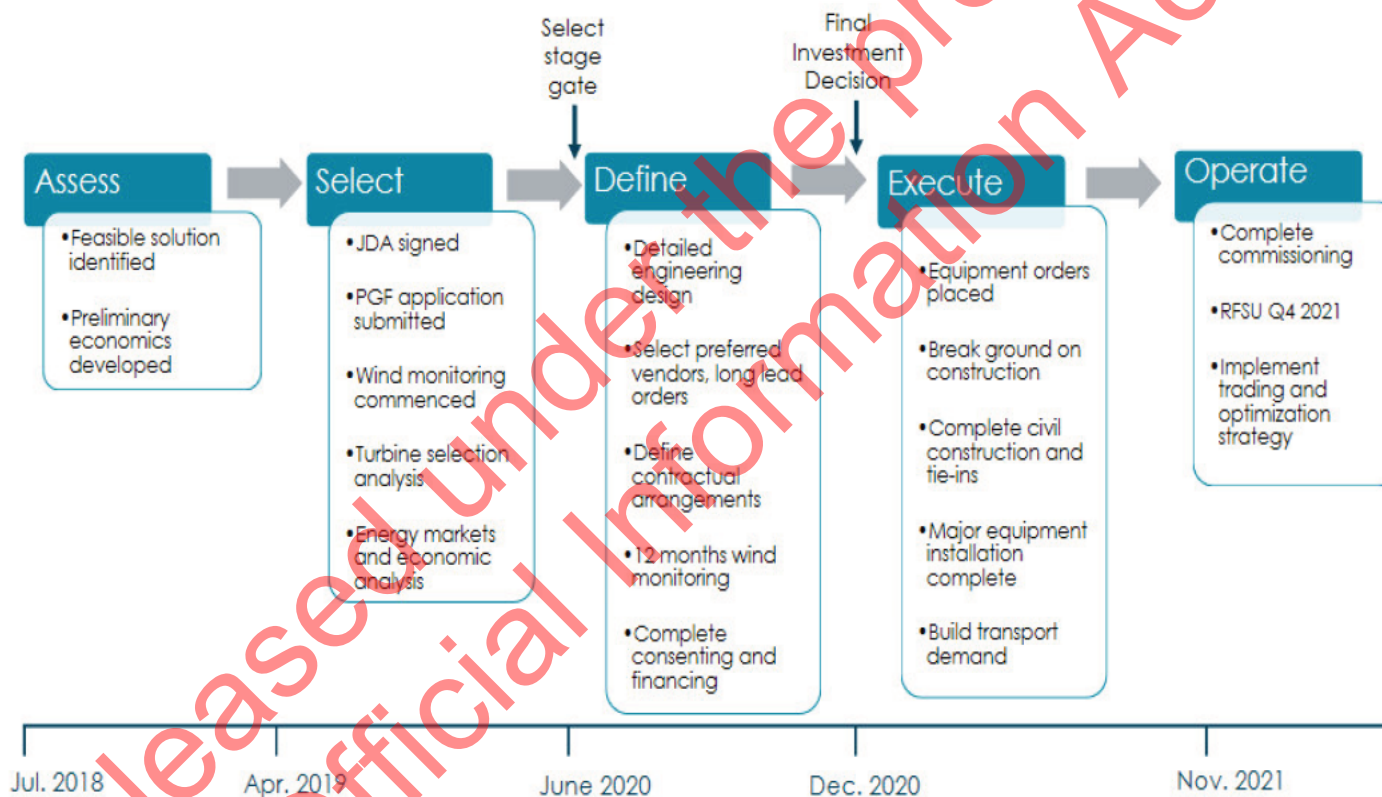 Select
stage
gate
Final
Investment
Decision
Assess
•Feasible solution
identified
•Preliminary
economics
developed
Select
•JDA signed
•PGF application
submitted
•Wind monitoring
commenced
•Turbine selection
analysis
•Energy markets
and economic
analysis
Define
•Detailed
engineering
design
•Select preferred
vendors, long lead
orders
•Define
contractual
arrangements
•12 months wind
monitoring
•Complete
consenting and
financing
Execute
•Equipment orders
placed
•Break ground on
construction
•Complete civil
construction and
tie-ins
•Major equipment
installation
complete
•Build transport
demand
Operate
•Complete
commissioning
•RFSU Q4 2021
•Implement
trading and
optimization
strategy
Jul. 2018
Apr. 2019
June 2020
Dec. 2020
Nov. 2021
leased under the pro
official Information Ac